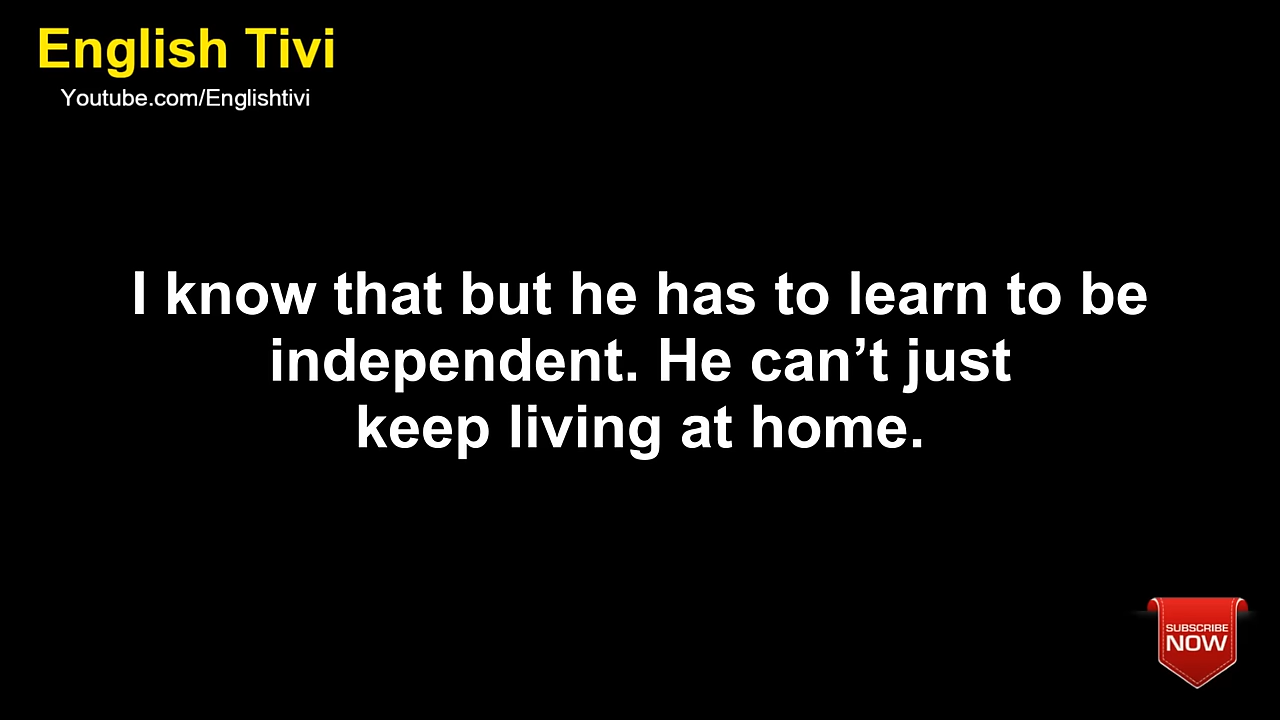 English Tivi
Youtube.com/Englishtivi
I know that but he has to learn to be
independent. He can’t just
keep living at home.
SUBSCRIBE
NOW